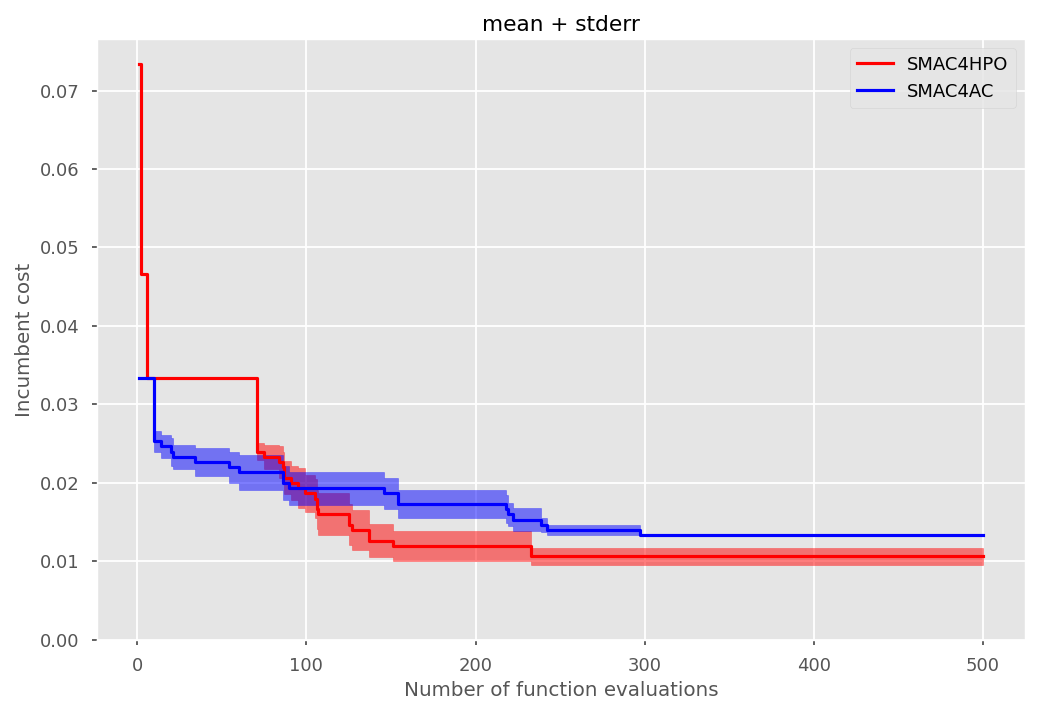 mean + stderr
SMAC4HPO
SMAC4AC
0.07
0.06
0.05
0.04
0.03
0.02
0.01
0.00
Incumbent cost
0 100 200 300 400 500
Number of function evaluations